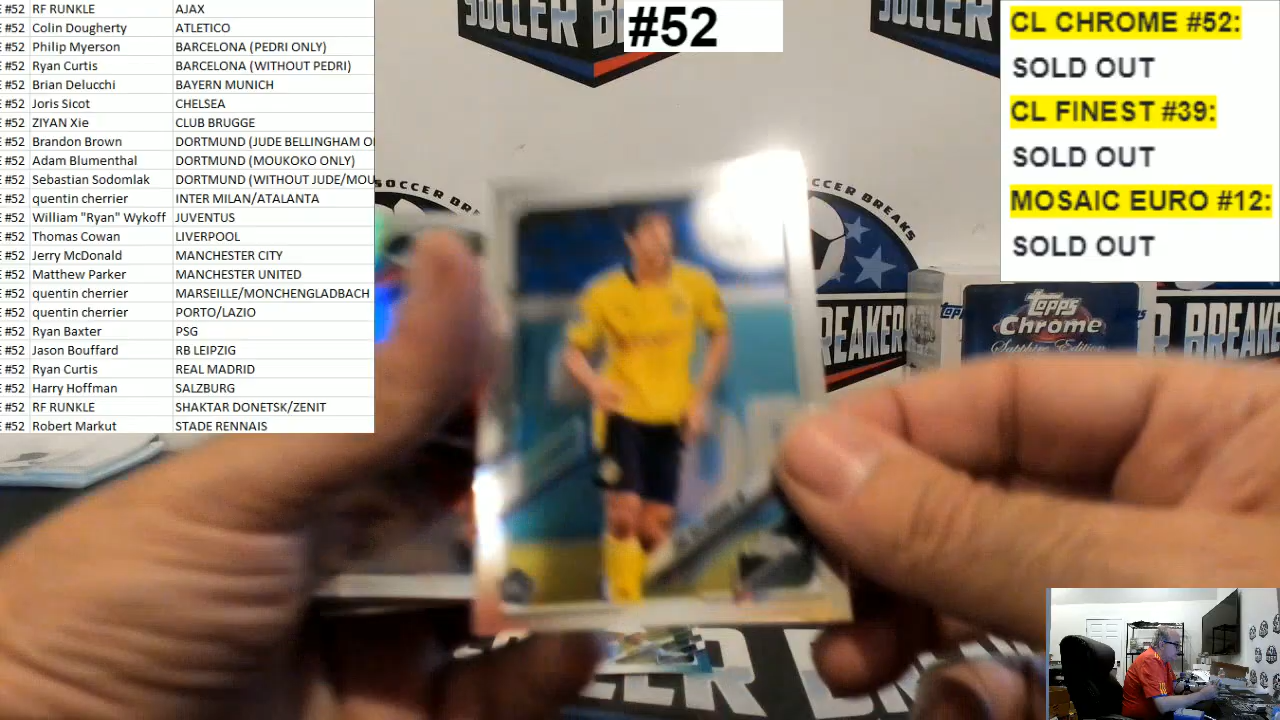 E #52 RF RUNKLE AJAX
E #52 Colin Dougherty ATLETICO
E #52 Philip Myerson BARCELONA (PEDRI ONLY)
E #52 Ryan Curtis BARCELONA (WITHOUT PEDRI)
E #52 Brian Delucchi BAYERN MUNICH
E #52 Joris Sicot CHELSEA
E #52 ZIYAN Xie CLUB BRUGGE
E #52 Brandon Brown DORTMUND (JUDE BELLINGHAM O
E #52 Adam Blumenthal DORTMUND (MOUKOKO ONLY)
E #52 Sebastian Sodomlak DORTMUND (WITHOUT JUDE/MOU
E #52 quentin cherrier INTER MILAN/ATALANTA
E #52 William "Ryan" Wykoff JUVENTUS
E #52 Thomas Cowan LIVERPOOL
E #52 Jerry McDonald MANCHESTER CITY
E #52 Matthew Parker MANCHESTER UNITED
E #52 quentin cherrier MARSEILLE/MONCHENGLADBACH
E #52 quentin cherrier PORTO/LAZIO
E #52 Ryan Baxter PSG
E #52 Jason Bouffard RB LEIPZIG
E #52 Ryan Curtis REAL MADRID
E #52 Harry Hoffman SALZBURG
E #52 RF RUNKLE SHAKTAR DONETSK/ZENIT
E #52 Robert Markut STADE RENNAIS
#52
CL CHROME #52:
SOLD OUT
CL FINEST #39:
SOLD OUT
MOSAIC EURO #12:
SOLD OUT
SOCCER BR
SOCCER BREAKS
BREAKER
Topps
Chrome
Sapphire Edition
R BREAK